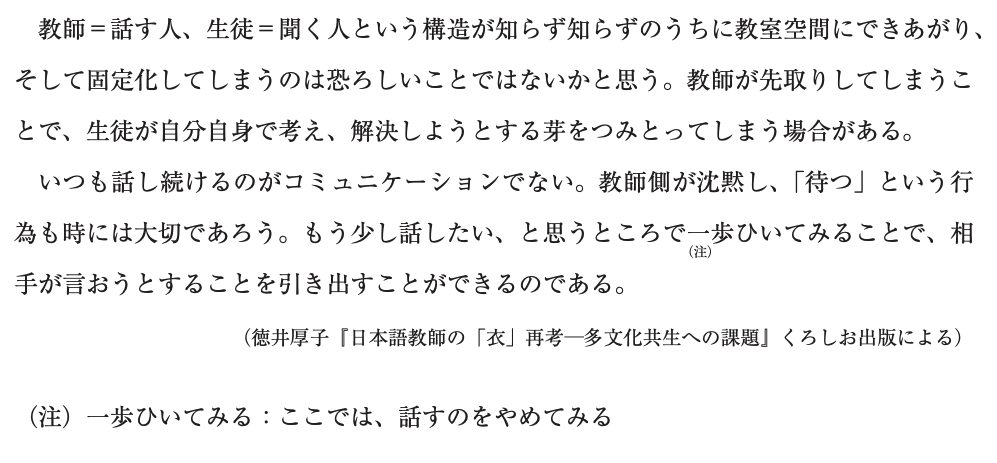 教師＝話す人、生徒＝聞く人という構造が知らず知らずのうちに教室空間にできあがり、
そして固定化してしまうのは恐ろしいことではないかと思う。教師が先取りしてしまうこ
とで、生徒が自分自身で考え、解決しようとする芽をつみとってしまう場合がある。
いつも話し続けるのがコミュニケーションでない。教師側が沈黙し、「待つ」という行
為も時には大切であろう。もう少し話したい、と思うところで一歩ひいてみることで、相
（注）
手が言おうとすることを引き出すことができるのである。
（徳井厚子『日本語教師の「衣」再考―多文化共生への課題』くろしお出版による）
（注）一歩ひいてみる：ここでは、話すのをやめてみる